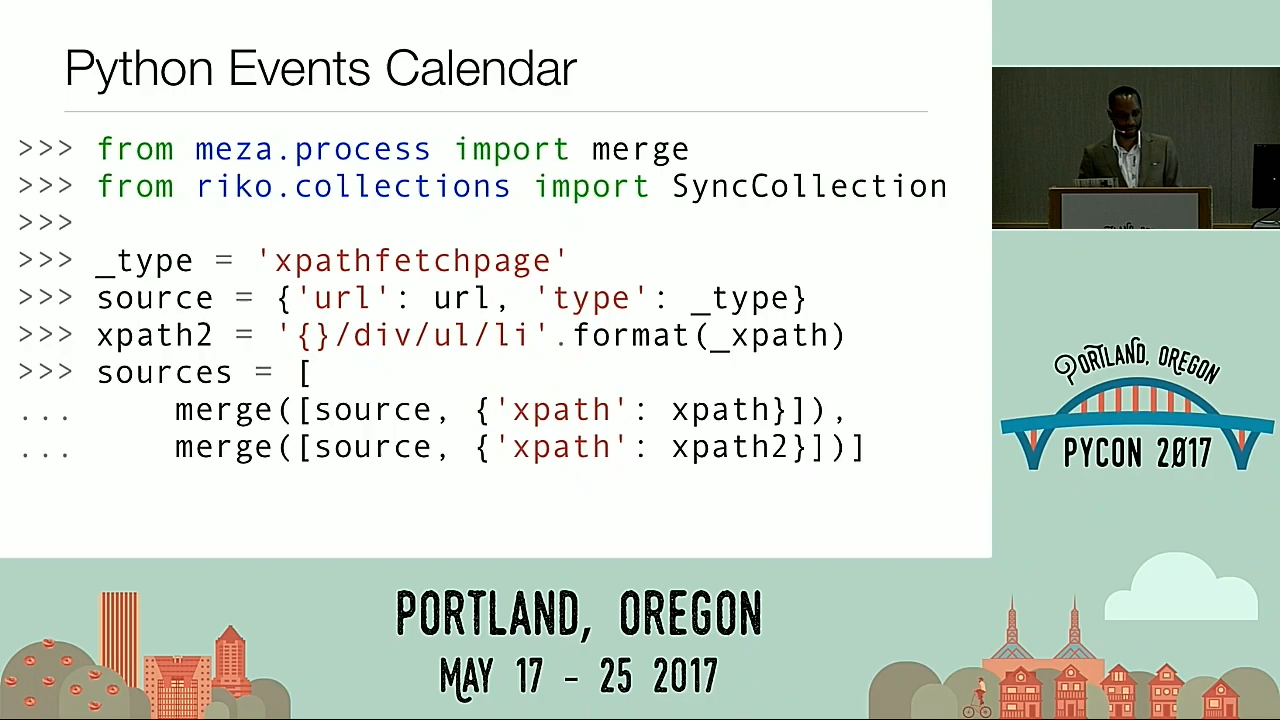 Python Events Calendar
>>> from meza.process import merge
>>> from riko.collections import SyncCollection
>>>
>>> _type = 'xpathfetchpage'
>>> source = {'url': url, 'type': _type}
>>> xpath2 = '{}/div/ul/li'.format(_xpath)
>>> sources = [
...     merge([source, {'xpath': xpath}]),
...     merge([source, {'xpath': xpath2}])]
PORTLAND, OREGON
PYCON 2017
PORTLAND, OREGON
MAY 17 - 25 2017